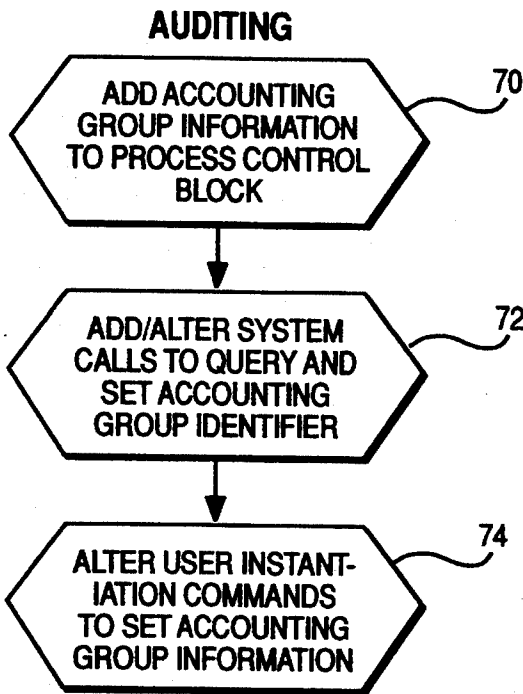 AUDITING
70
ADD ACCOUNTING
GROUP INFORMATION
TO PROCESS CONTROL
BLOCK
72
ADD/ALTER SYSTEM
CALLS TO QUERY AND
SET ACCOUNTING
GROUP IDENTIFIER
74
ALTER USER INSTANT-
IATION COMMANDS
TO SET ACCOUNTING
GROUP INFORMATION